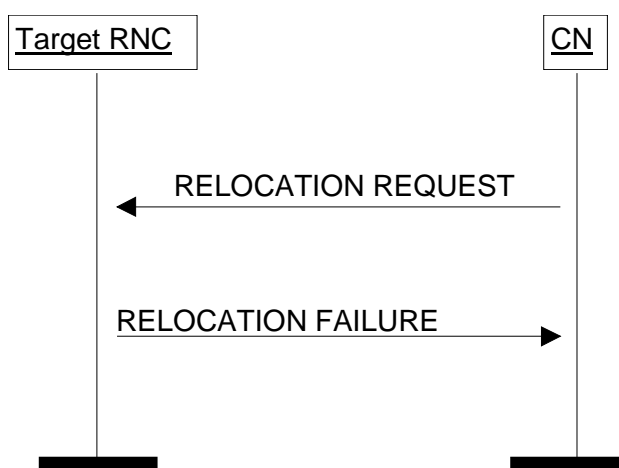 Target RNC
CN
RELOCATION REQUEST
RELOCATION FAILURE